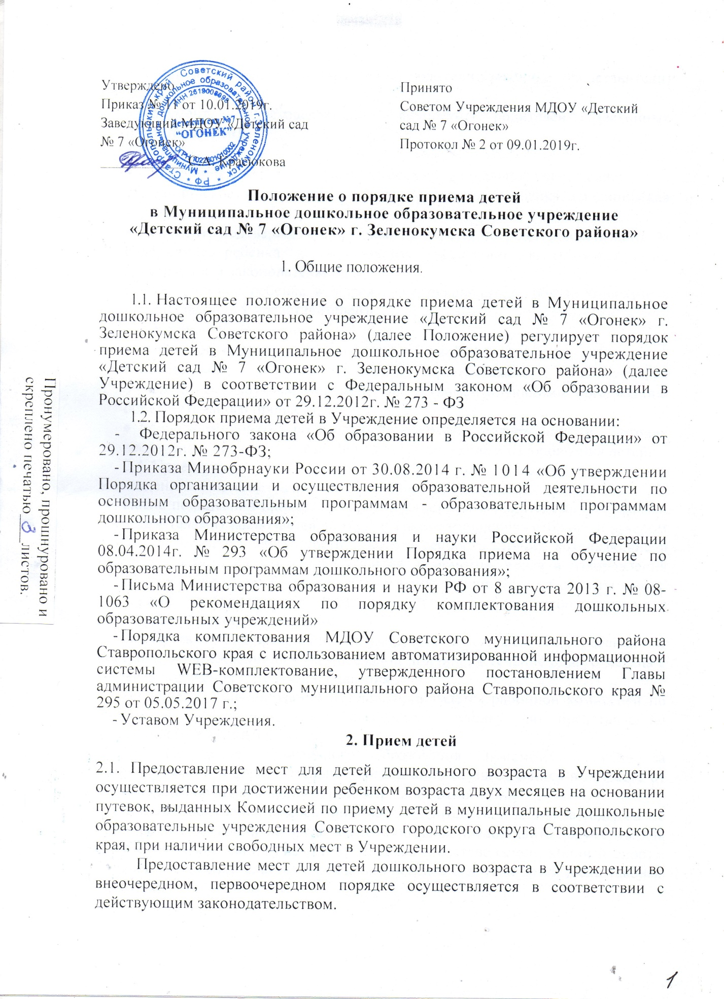 Утверждено
Приказ № 11 от 10.01.2019г.
Заведующий МДОУ «Детский сад
№ 7 «Огонек»
С.А. Красюкова
Принято
Советом Учреждения МДОУ «Детский
сад № 7 «Огонек»
Протокол № 2 от 09.01.2019г.
* РФ * Ставропольский край Советский район г. Зеленокумск
* Муниципальное дошкольное образовательное учреждение
ИНН
Детский сад №7
“ОГОНЕК”
ОГРН 1022601010002
Положение о порядке приема детей
в Муниципальное дошкольное образовательное учреждение
«Детский сад № 7 «Огонек» г. Зеленокумска Советского района»
1. Общие положения.
1.1. Настоящее положение о порядке приема детей в Муниципальное
дошкольное образовательное учреждение «Детский сад № 7 «Огонек» г.
Зеленокумска Советского района» (далее Положение) регулирует порядок
приема детей в Муниципальное дошкольное образовательное учреждение
«Детский сад № 7 «Огонек» г. Зеленокумска Советского района» (далее
Учреждение) в соответствии с Федеральным законом «Об образовании в
Российской Федерации» от 29.12.2012г. № 273 - ФЗ
1.2. Порядок приема детей в Учреждение определяется на основании:
- Федерального закона «Об образовании в Российской Федерации» от
29.12.2012г. № 273-ФЗ;
- Приказа Минобрнауки России от 30.08.2014 г. № 1014 «Об утверждении
Порядка организации и осуществления образовательной деятельности по
основным образовательным программам - образовательным программам
дошкольного образования»;
- Приказа Министерства образования и науки Российской Федерации
08.04.2014г. № 293 «Об утверждении Порядка приема на обучение по
образовательным программам дошкольного образования»;
- Письма Министерства образования и науки РФ от 8 августа 2013 г. № 08-
1063 «О рекомендациях по порядку комплектования дошкольных
образовательных учреждений»
- Порядка комплектования МДОУ Советского муниципального района
Ставропольского края с использованием автоматизированной информационной
системы WEB-комплектование, утвержденного постановлением Главы
администрации Советского муниципального района Ставропольского края №
295 от 05.05.2017 г.;
- Уставом Учреждения.
2. Прием детей
2.1. Предоставление мест для детей дошкольного возраста в Учреждении
осуществляется при достижении ребенком возраста двух месяцев на основании
путевок, выданных Комиссией по приему детей в муниципальные дошкольные
образовательные учреждения Советского городского округа Ставропольского
края, при наличии свободных мест в Учреждении.
Предоставление мест для детей дошкольного возраста в Учреждении во
внеочередном, первоочередном порядке осуществляется в соответствии с
действующим законодательством.
Пронумеровано, прошнуровано и
скреплено печатью 3 листов.
1